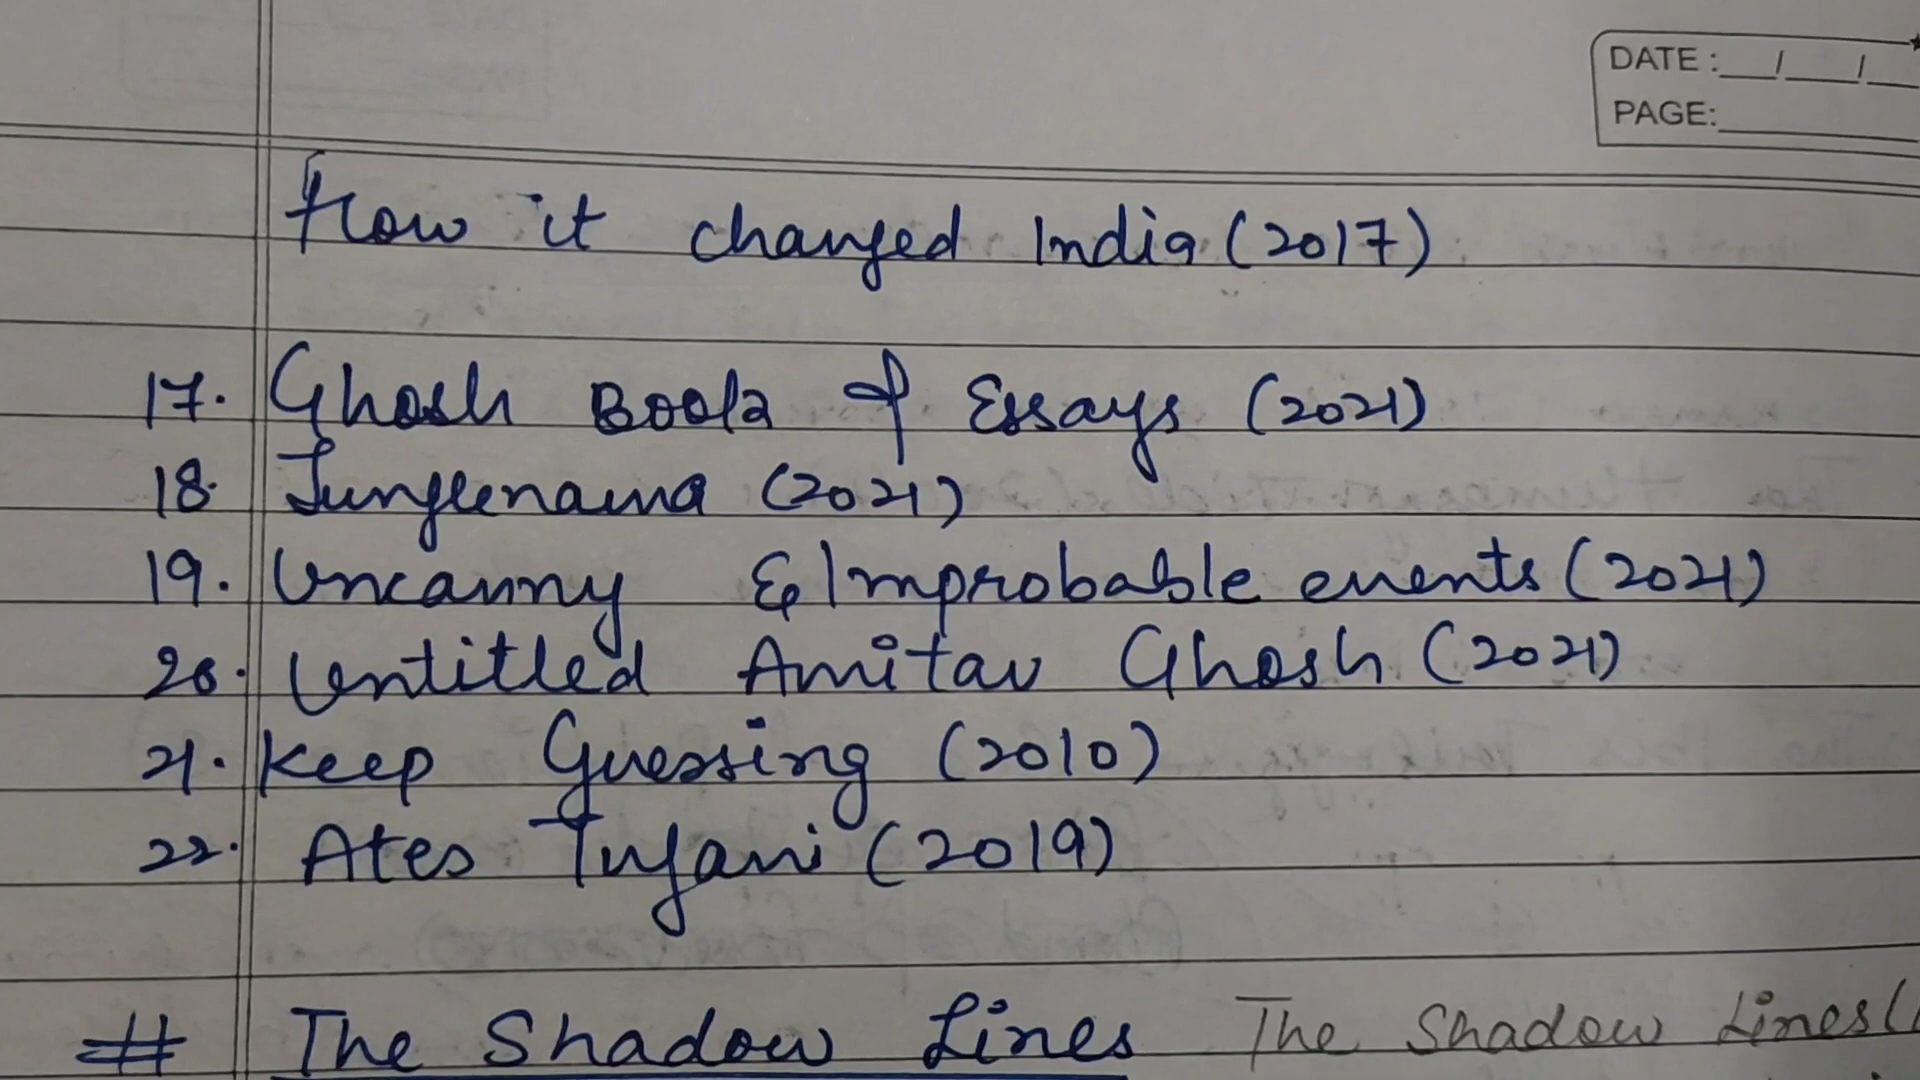 DATE: / /
PAGE:
How it changed India (2017)
17. Ghosh Book of Essays (2021)
18. Jungleenama (2021)
19. Uncanny & Improbable events (2021)
20. Untitled Amitav Ghosh (2021)
21. Keep Guessing (2010)
22. Ates Tufani (2019)
# The Shadow Lines The Shadow Lines (